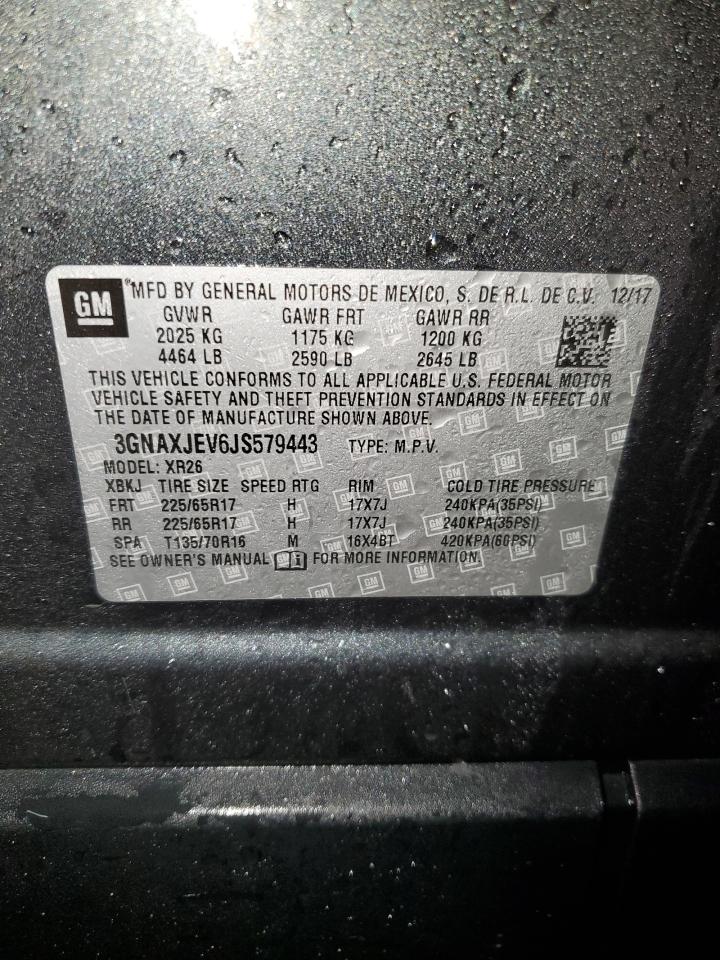 GM ®MFD BY GENERAL MOTORS DE MEXICO, S. DE R.L. DE C.V. 12/17
GVWR GAWR FRT GAWR RR
2025 KG 1175 KG 1200 KG
4464 LB 2590 LB 2645 LB
THIS VEHICLE CONFORMS TO ALL APPLICABLE U.S. FEDERAL MOTOR
VEHICLE SAFETY AND THEFT PREVENTION STANDARDS IN EFFECT ON
THE DATE OF MANUFACTURE SHOWN ABOVE.
3GNAXJEV6JS579443 TYPE: M.P.V.
MODEL: XR26
XBKJ TIRE SIZE SPEED RTG RIM COLD TIRE PRESSURE
FRT 225/65R17 H 17X7J 240KPA(35PSI)
RR 225/65R17 H 17X7J 240KPA(35PSI)
SPA T135/70R16 M 16X4BT 420KPA(60PSI)
SEE OWNER'S MANUAL FOR MORE INFORMATION.